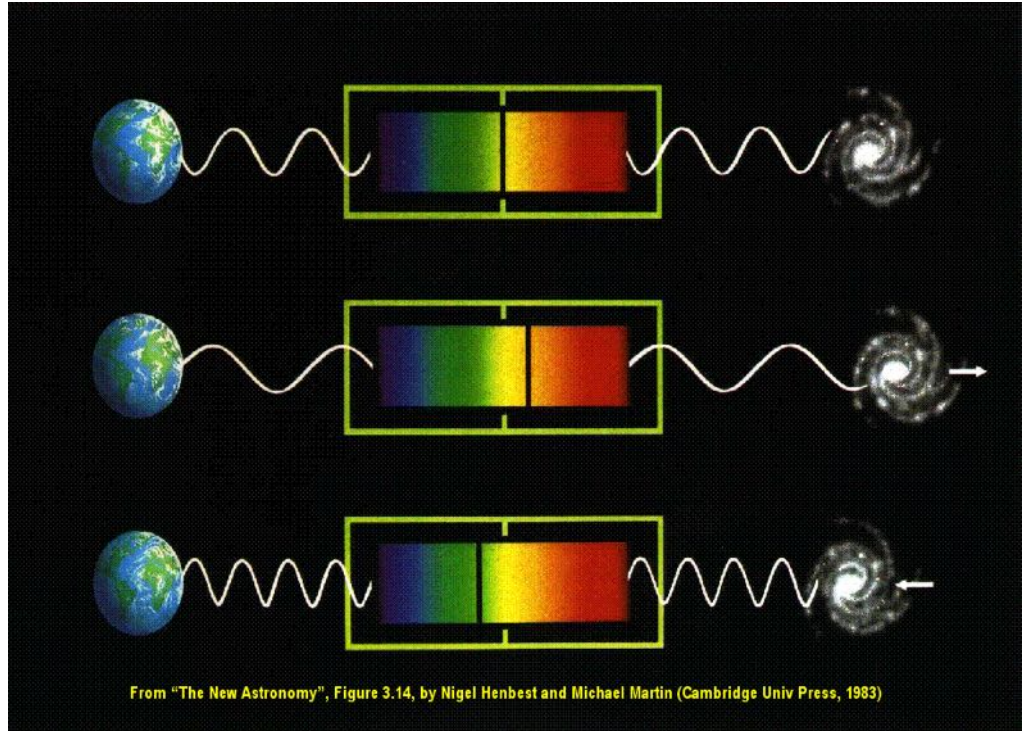 From “The New Astronomy”, Figure 3.14, by Nigel Henbest and Michael Martin (Cambridge Univ Press, 1983)